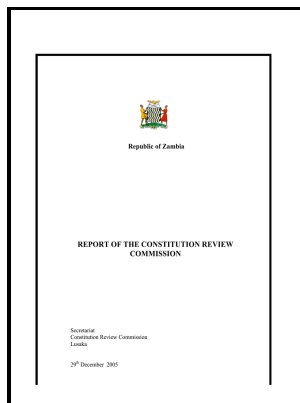 Republic of Zambia
REPORT OF THE CONSTITUTION REVIEW
COMMISSION
Secretariat
Constitution Review Commission
Lusaka
29th December 2005